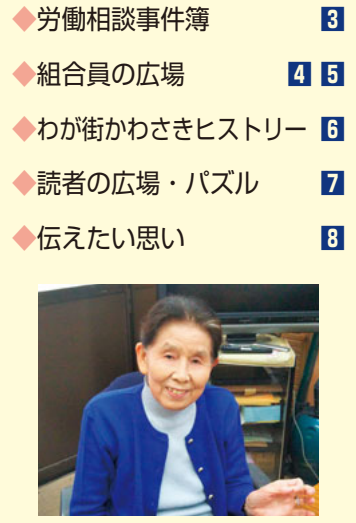 ◆労働相談事件簿 3
◆組合員の広場 4 5
◆わが街かわさきヒストリー 6
◆読者の広場・パズル 7
◆伝えたい思い 8